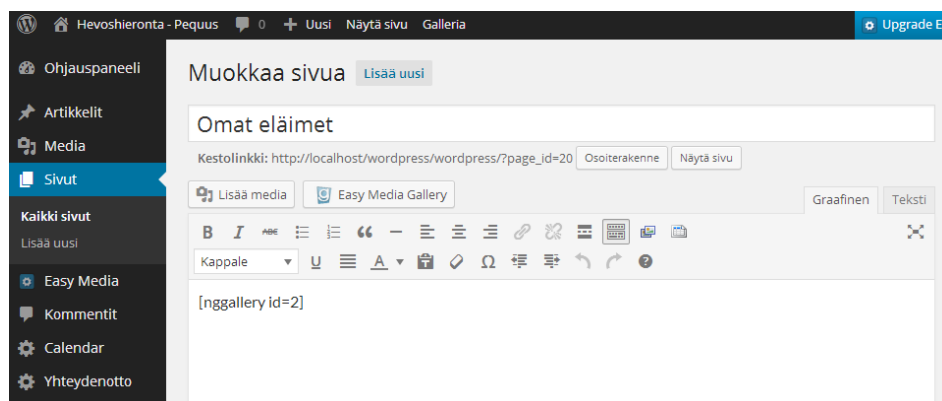 Hevoshieronta - Pequus 0 + Uusi Näytä sivu Galleria Upgrade E
Ohjauspaneeli
Artikkelit
Media
Sivut
Kaikki sivut
Lisää uusi
Easy Media
Kommentit
Calendar
Yhteydenotto
Muokkaa sivua Lisää uusi
Omat eläimet
Kestolinkki: http://localhost/wordpress/wordpress/?page_id=20 Osoiterakenne Näytä sivu
Lisää media Easy Media Gallery Graafinen Teksti
B I ABC
Kappale U A Ω
[nggallery id=2]